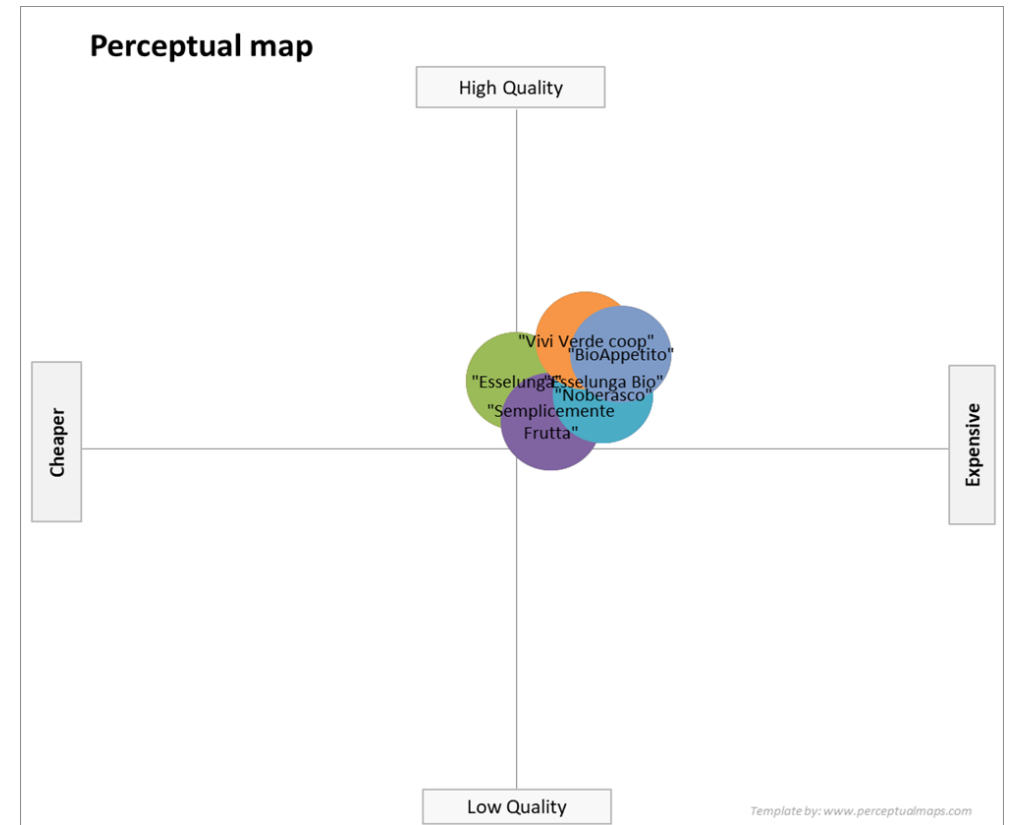 Perceptual map
High Quality
"Vivi Verde coop"
"BioAppetito"
"Esselunga"
"Esselunga Bio"
"Noberasco"
"Semplicemente
Frutta"
Cheaper
Expensive
Low Quality
Template by: www.perceptualmaps.com